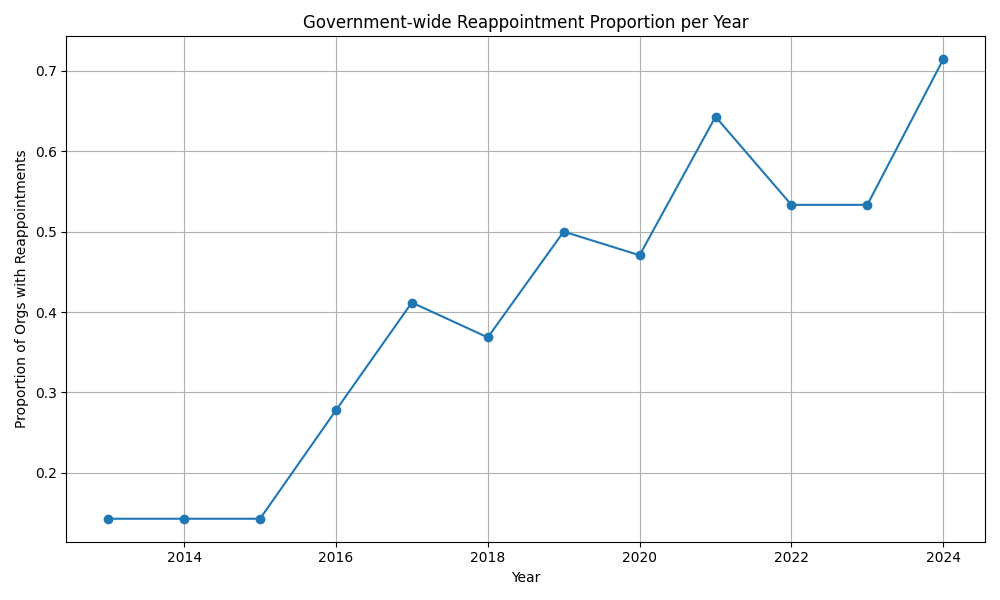 Government-wide Reappointment Proportion per Year
Proportion of Orgs with Reappointments
0.7
0.6
0.5
0.4
0.3
0.2
2014 2016 2018 2020 2022 2024
Year